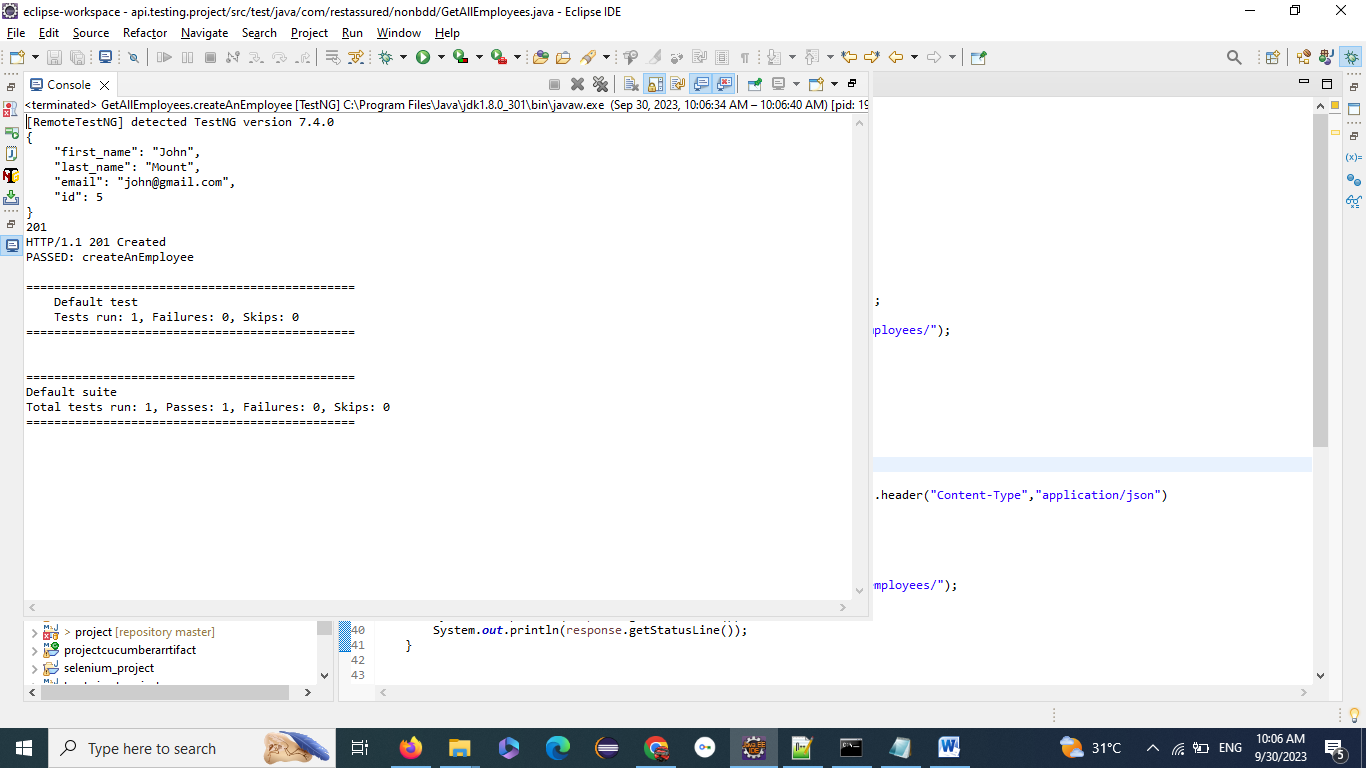 eclipse-workspace - api.testing.project/src/test/java/com/restassured/nonbdd/GetAllEmployees.java - Eclipse IDE
File Edit Source Refactor Navigate Search Project Run Window Help
Console
<terminated> GetAllEmployees.createAnEmployee [TestNG] C:\Program Files\Java\jdk1.8.0_301\bin\javaw.exe (Sep 30, 2023, 10:06:34 AM – 10:06:40 AM) [pid: 19
[RemoteTestNG] detected TestNG version 7.4.0
{
"first_name": "John",
"last_name": "Mount",
"email": "john@gmail.com",
"id": 5
}
201
HTTP/1.1 201 Created
PASSED: createAnEmployee
===============================================
Default test
Tests run: 1, Failures: 0, Skips: 0
===============================================
===============================================
Default suite
Total tests run: 1, Passes: 1, Failures: 0, Skips: 0
===============================================
;
ployees/");
.header("Content-Type","application/json")
mployees/");
> project [repository master]
projectcucumberarrtifact
selenium_project
40 System.out.println(response.getStatusLine());
41 }
42
43
Type here to search
31°C
ENG
10:06 AM
9/30/2023
5